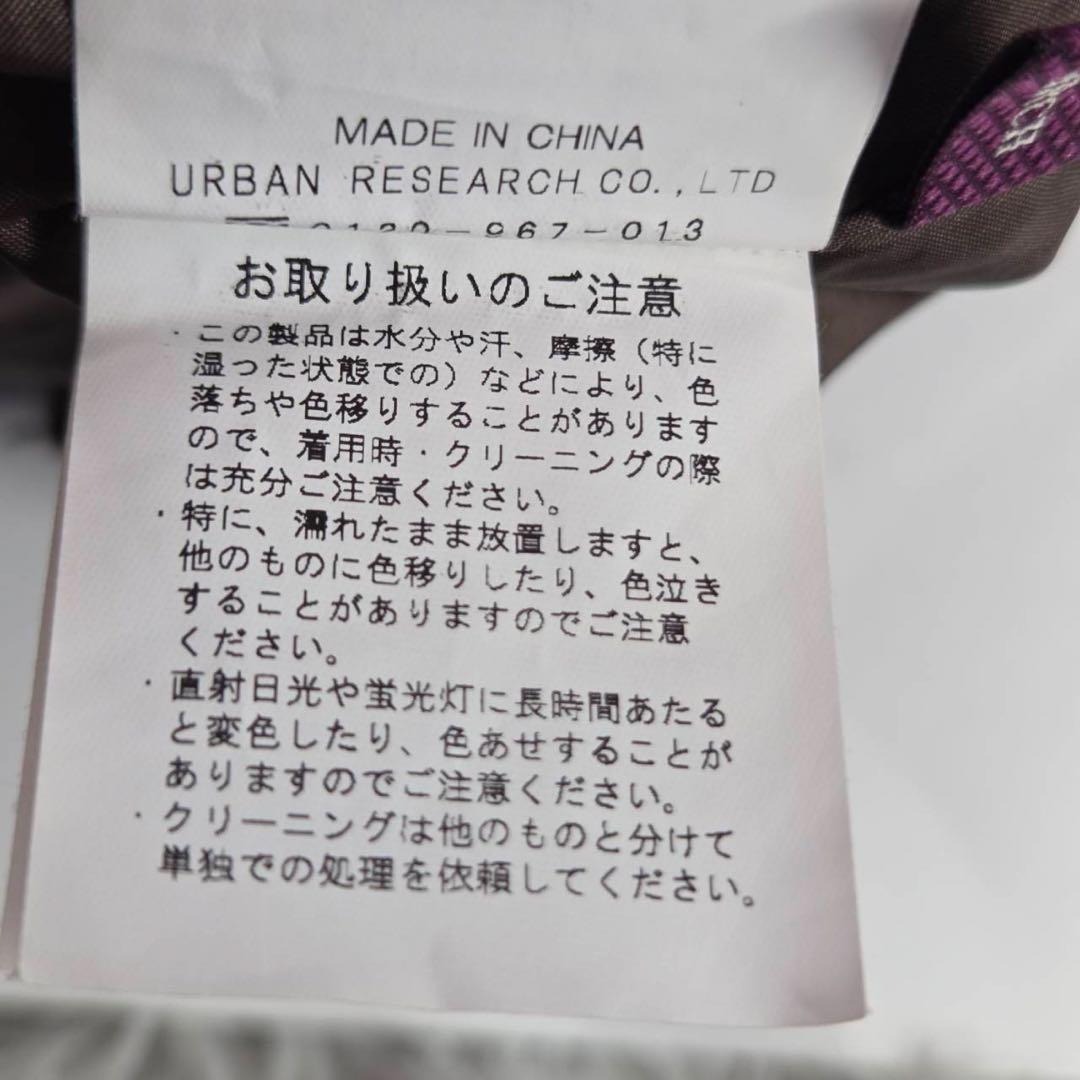 MADE IN CHINA
URBAN RESEARCH CO.,LTD
0120-967-013
お取り扱いのご注意
・この製品は水分や汗、摩擦（特に
湿った状態での）などにより、色
落ちや色移りすることがあります
ので、着用時・クリーニングの際
は充分ご注意ください。
・特に、濡れたまま放置しますと、
他のものに色移りしたり、色泣き
することがありますのでご注意
ください。
・直射日光や蛍光灯に長時間あたる
と変色したり、色あせすることが
ありますのでご注意ください。
・クリーニングは他のものと分けて
単独での処理を依頼してください。